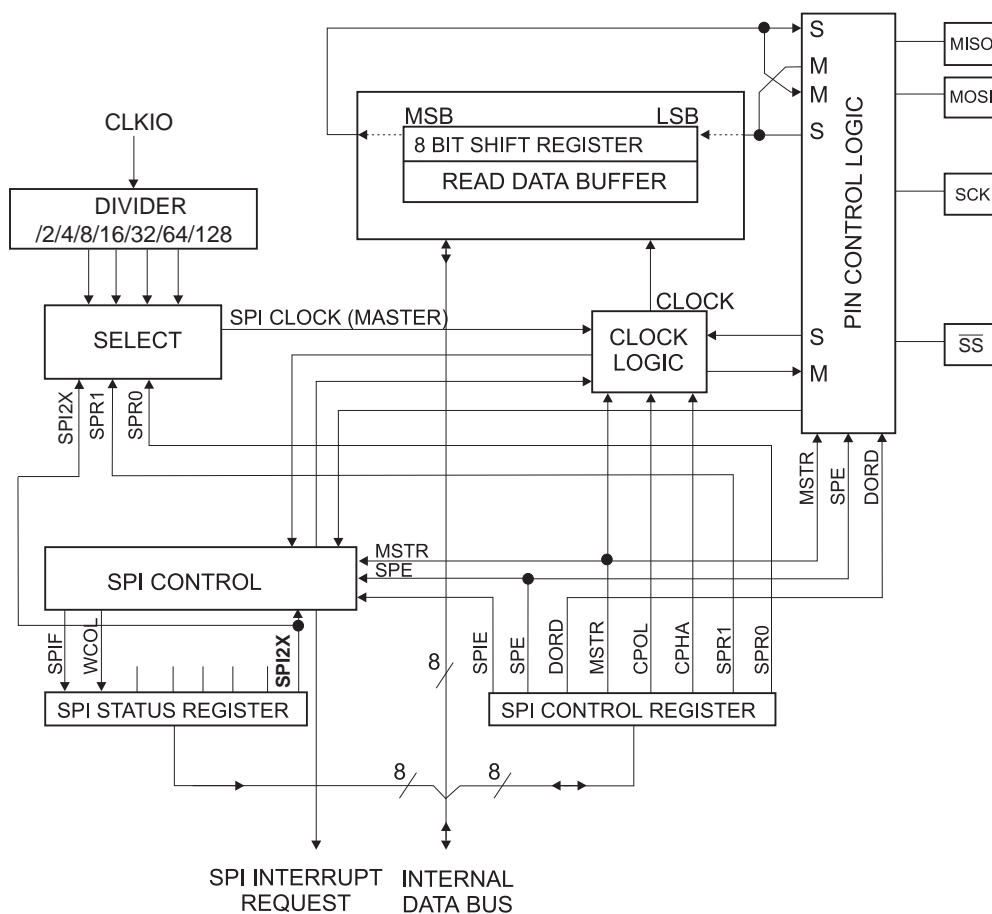 S
MISO
M
M
MOSI
MSB
LSB
S
CLKIO
8 BIT SHIFT REGISTER
READ DATA BUFFER
DIVIDER
/2/4/8/16/32/64/128
SCK
PIN CONTROL LOGIC
CLOCK
SPI CLOCK (MASTER)
SELECT
CLOCK
LOGIC
S
SS
M
SPI2X
SPR1
SPR0
MSTR
SPE
DORD
MSTR
SPE
SPI CONTROL
SPIF
WCOL
SPI2X
SPIE
SPE
DORD
MSTR
CPOL
CPHA
SPR1
SPR0
8
SPI STATUS REGISTER
SPI CONTROL REGISTER
8
8
SPI INTERRUPT
REQUEST
INTERNAL
DATA BUS